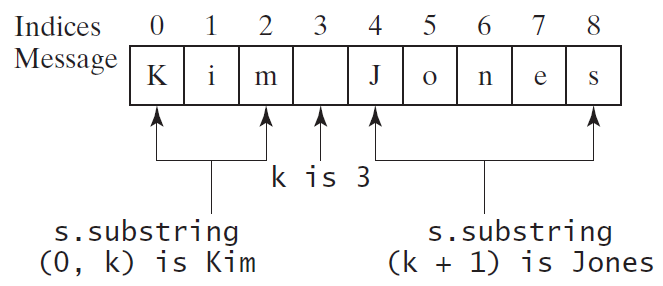 Indices 0 1 2 3 4 5 6 7 8
Message K i m J o n e s
k is 3
s.substring
(0, k) is Kim
s.substring
(k + 1) is Jones